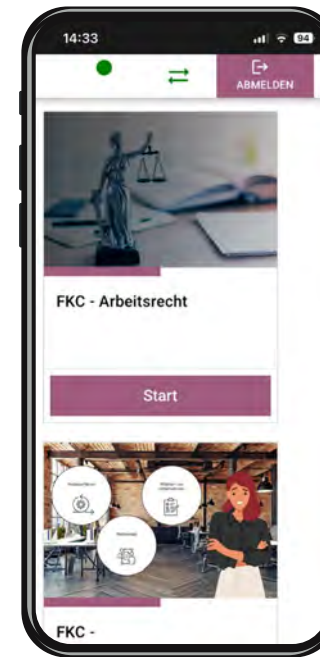 14:33
94
ABMELDEN
FKC - Arbeitsrecht
Start
FKC -